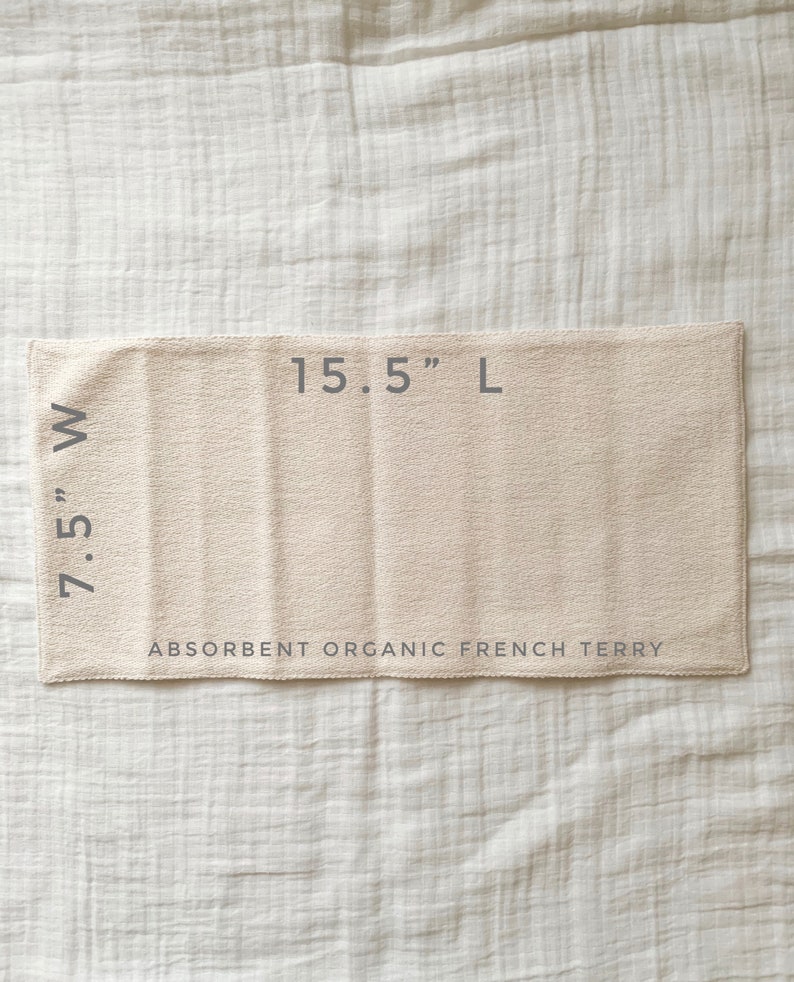 15.5” L
7.5” W
ABSORBENT ORGANIC FRENCH TERRY